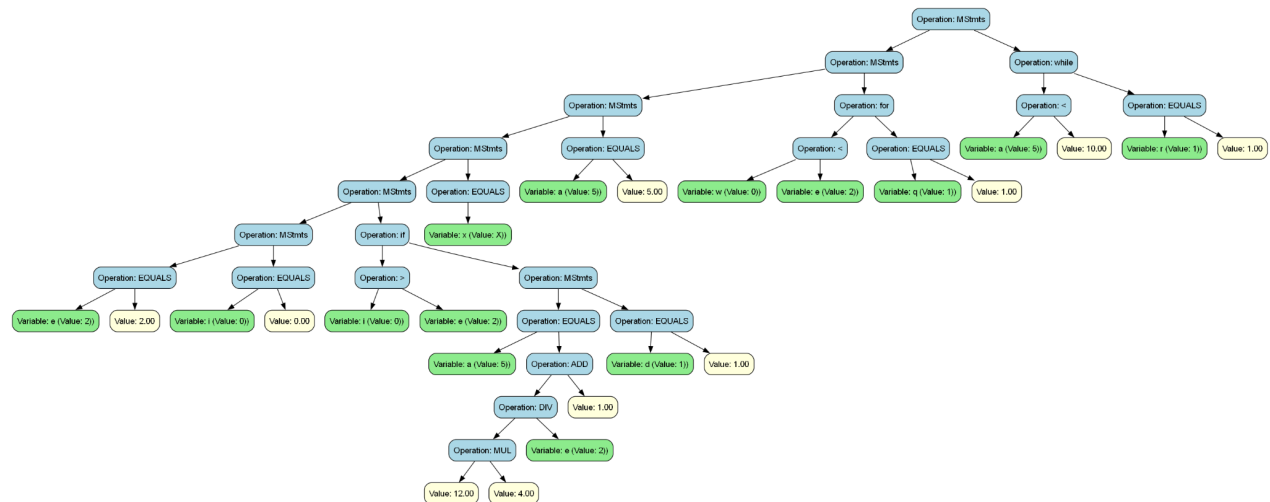 Operation: MStmts
Operation: MStmts
Operation: while
Operation: MStmts
Operation: for
Operation: <
Operation: EQUALS
Operation: MStmts
Operation: EQUALS
Operation: <
Operation: EQUALS
Variable: a (Value: 5))
Value: 10.00
Variable: r (Value: 1))
Value: 1.00
Operation: MStmts
Operation: EQUALS
Variable: a (Value: 5))
Value: 5.00
Variable: w (Value: 0))
Variable: e (Value: 2))
Variable: q (Value: 1))
Value: 1.00
Operation: MStmts
Operation: if
Variable: x (Value: X))
Operation: EQUALS
Operation: EQUALS
Operation: >
Operation: MStmts
Variable: e (Value: 2))
Value: 2.00
Variable: i (Value: 0))
Value: 0.00
Variable: i (Value: 0))
Variable: e (Value: 2))
Operation: EQUALS
Operation: EQUALS
Variable: a (Value: 5))
Operation: ADD
Variable: d (Value: 1))
Value: 1.00
Operation: DIV
Value: 1.00
Operation: MUL
Variable: e (Value: 2))
Value: 12.00
Value: 4.00